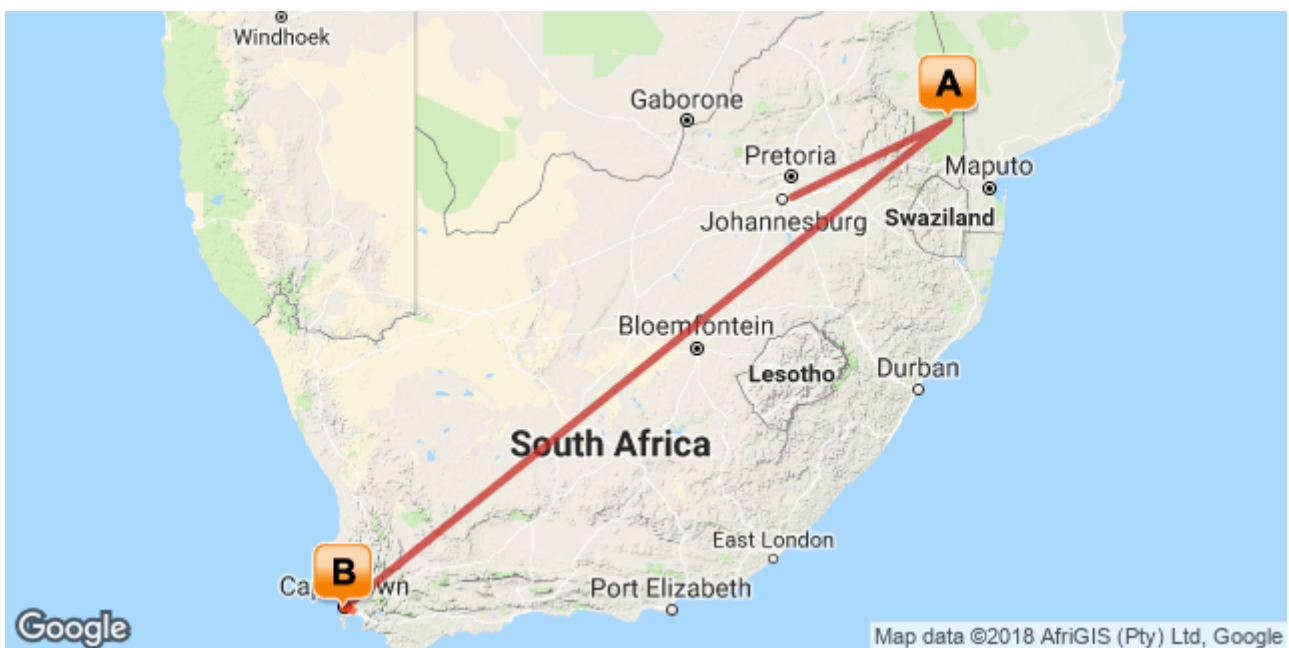 Windhoek
A
Gaborone
Pretoria
Maputo
Johannesburg
Swaziland
Bloemfontein
Lesotho
Durban
South Africa
East London
B
Port Elizabeth
Google
Map data ©2018 AfriGIS (Pty) Ltd, Google